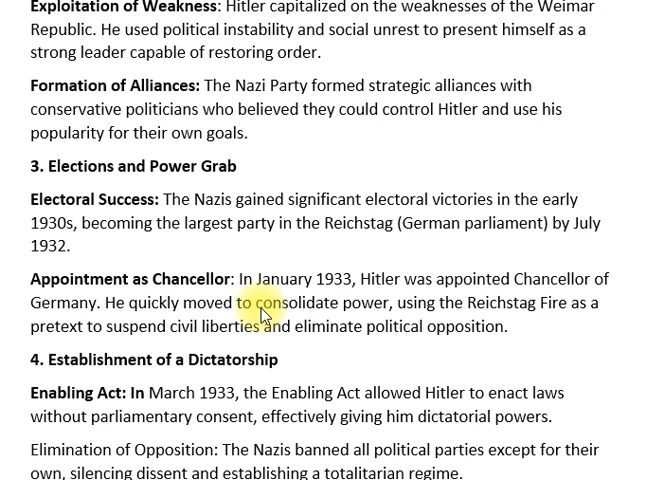 Exploitation of Weakness: Hitler capitalized on the weaknesses of the Weimar
Republic. He used political instability and social unrest to present himself as a
strong leader capable of restoring order.
Formation of Alliances: The Nazi Party formed strategic alliances with
conservative politicians who believed they could control Hitler and use his
popularity for their own goals.
3. Elections and Power Grab
Electoral Success: The Nazis gained significant electoral victories in the early
1930s, becoming the largest party in the Reichstag (German parliament) by July
1932.
Appointment as Chancellor: In January 1933, Hitler was appointed Chancellor of
Germany. He quickly moved to consolidate power, using the Reichstag Fire as a
pretext to suspend civil liberties and eliminate political opposition.
4. Establishment of a Dictatorship
Enabling Act: In March 1933, the Enabling Act allowed Hitler to enact laws
without parliamentary consent, effectively giving him dictatorial powers.
Elimination of Opposition: The Nazis banned all political parties except for their
own, silencing dissent and establishing a totalitarian regime.